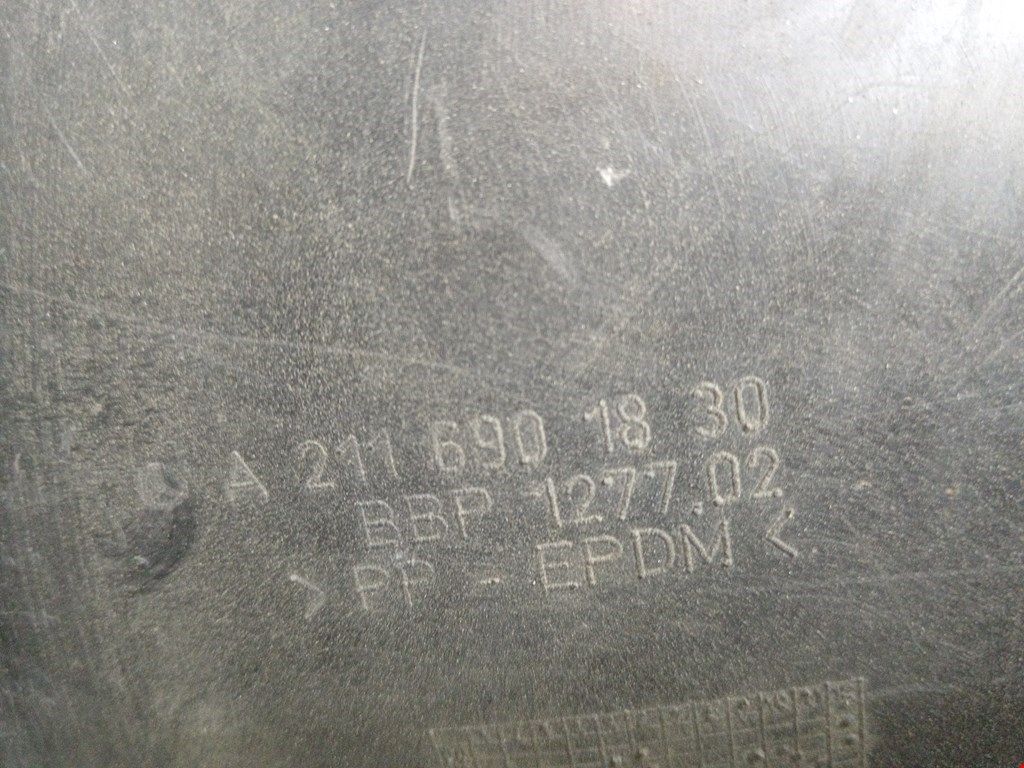 A 211 690 18 30
BBP 1277.02
> PP - EPDM <